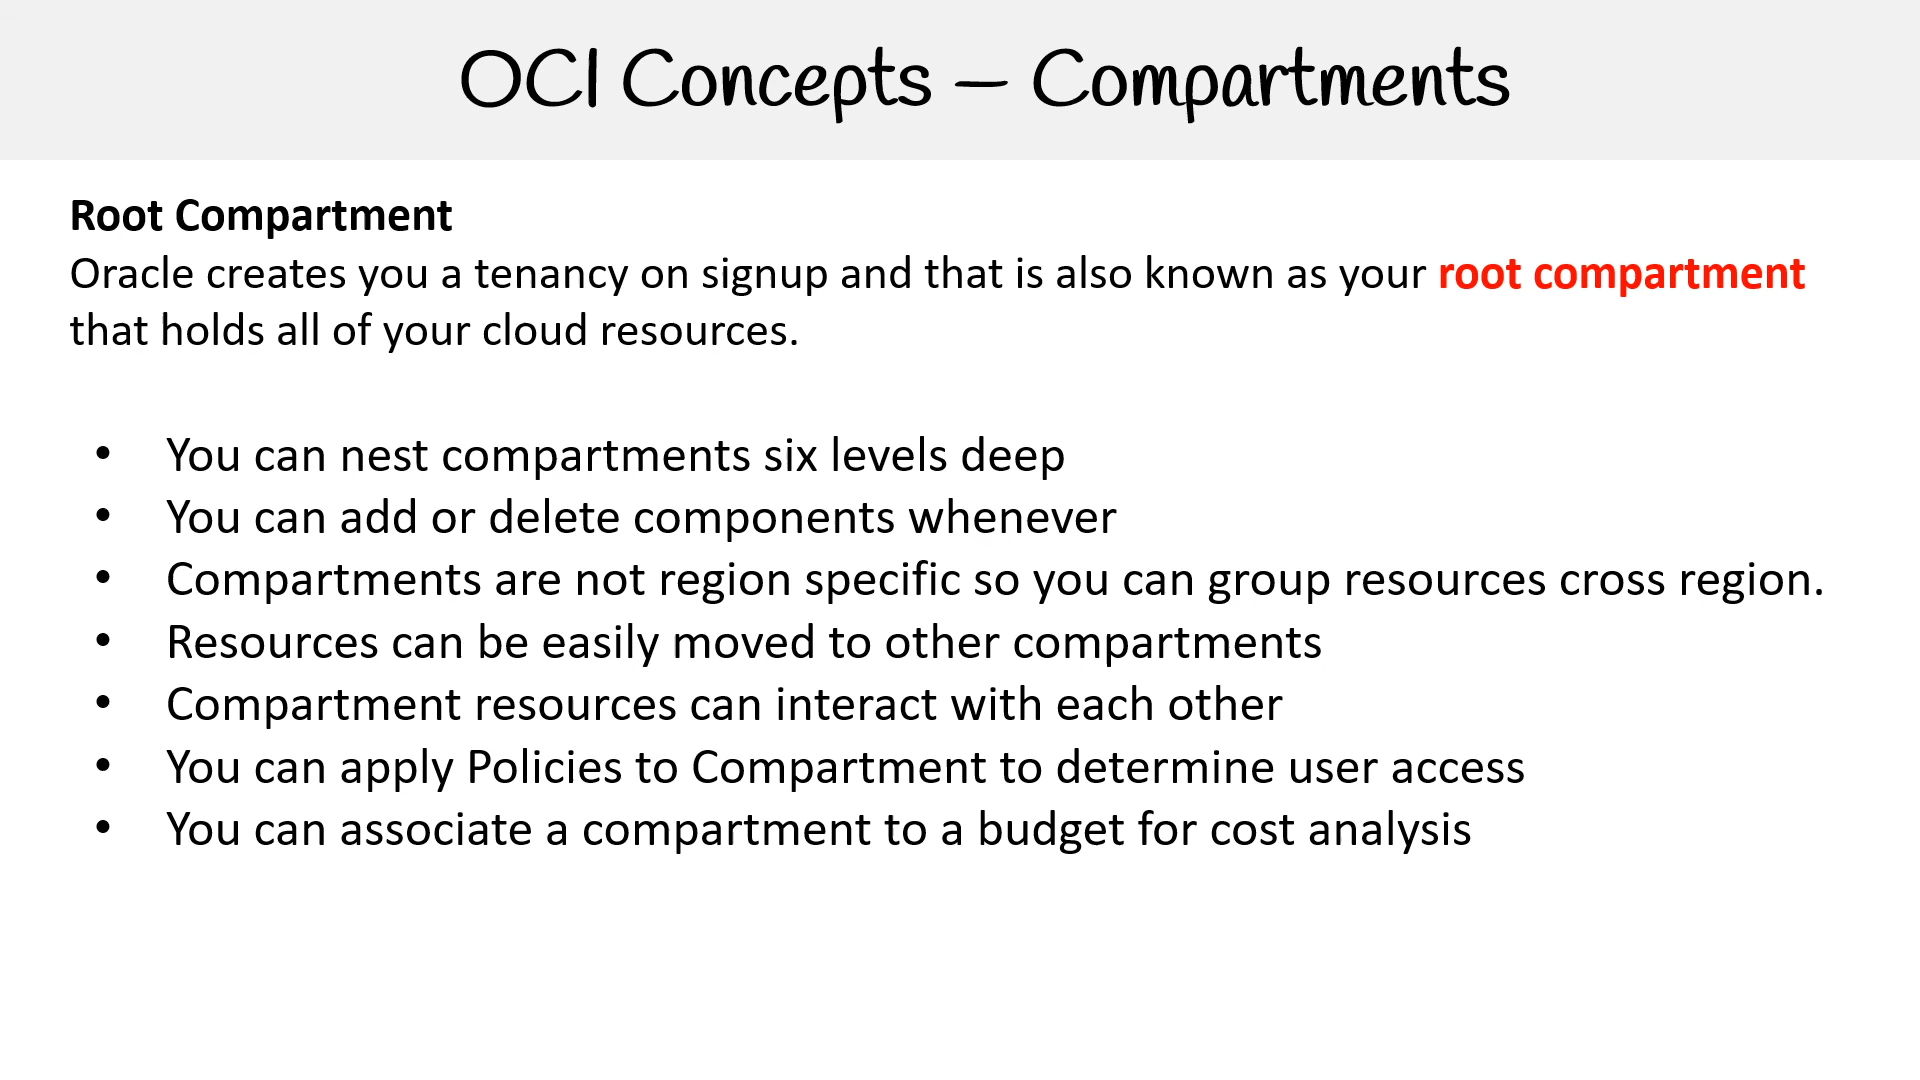 OCI Concepts – Compartments
Root Compartment
Oracle creates you a tenancy on signup and that is also known as your root compartment
that holds all of your cloud resources.
• You can nest compartments six levels deep
• You can add or delete components whenever
• Compartments are not region specific so you can group resources cross region.
• Resources can be easily moved to other compartments
• Compartment resources can interact with each other
• You can apply Policies to Compartment to determine user access
• You can associate a compartment to a budget for cost analysis